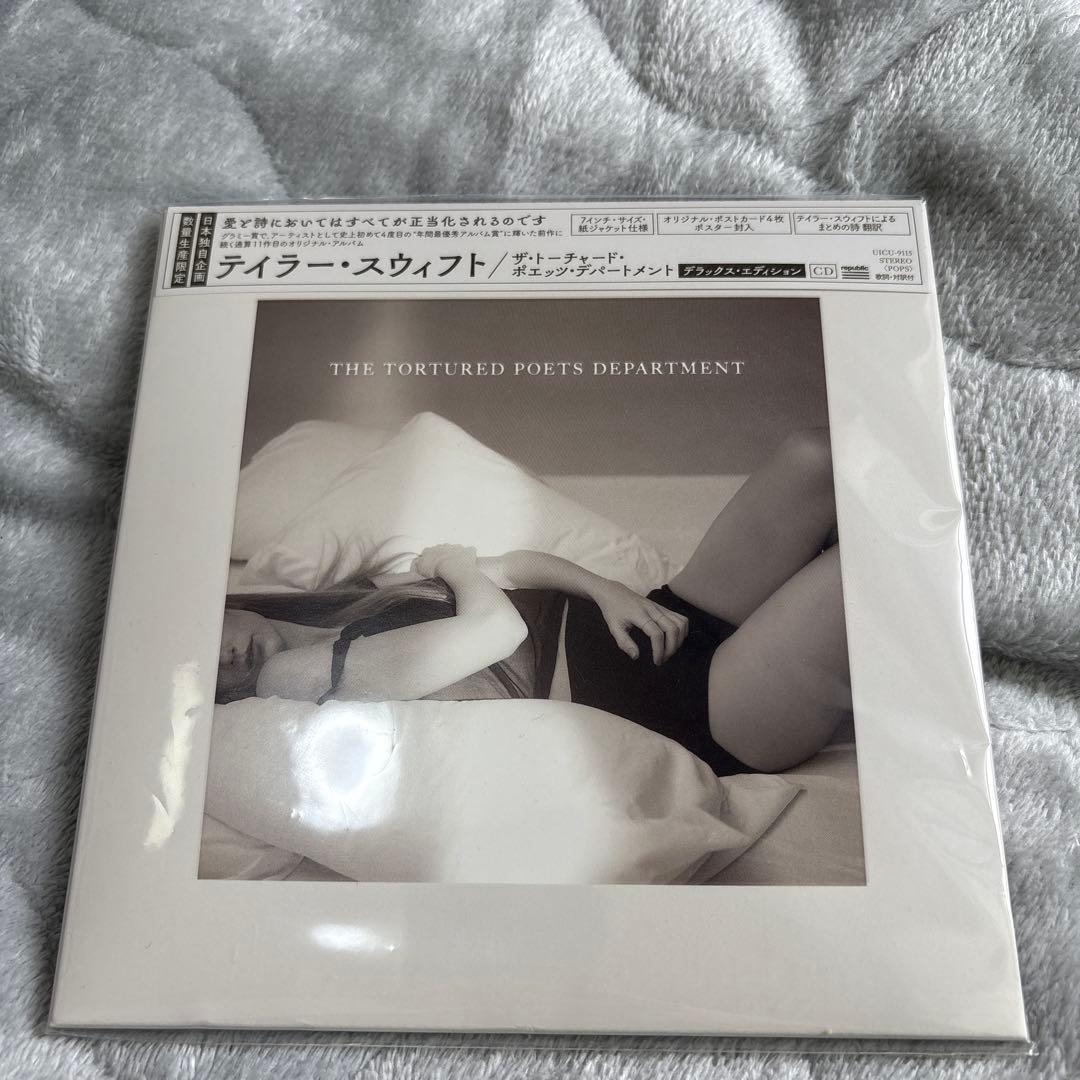 日本独自企画
数量生産限定
愛と詩においてはすべてが正当化されるのです
グラミー賞で、アーティストとして史上初めて4度目の“年間最優秀アルバム賞”に輝いた前作に
続く通算11作目のオリジナル・アルバム
テイラー・スウィフト/ザ・トーチャード・
ポエッツ・デパートメント
デラックス・エディション
CD
republic
7インチ・サイズ・
紙ジャケット仕様
オリジナル・ポストカード4枚
ポスター封入
テイラー・スウィフトによる
まとめの詩 翻訳
UICU-9115
STEREO
〈POPS〉
歌詞・対訳付
THE TORTURED POETS DEPARTMENT